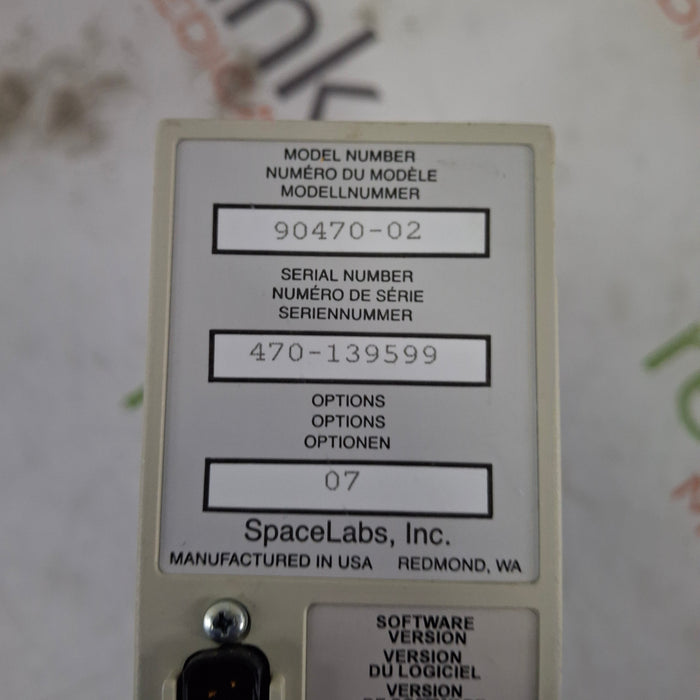 MODEL NUMBER
NUMÉRO DU MODÈLE
MODELLNUMMER
90470-02
SERIAL NUMBER
NUMÉRO DE SÉRIE
SERIENNUMMER
470-139599
OPTIONS
OPTIONS
OPTIONEN
07
SpaceLabs, Inc.
MANUFACTURED IN USA REDMOND, WA
SOFTWARE
VERSION
VERSION
DU LOGICIEL
VERSION